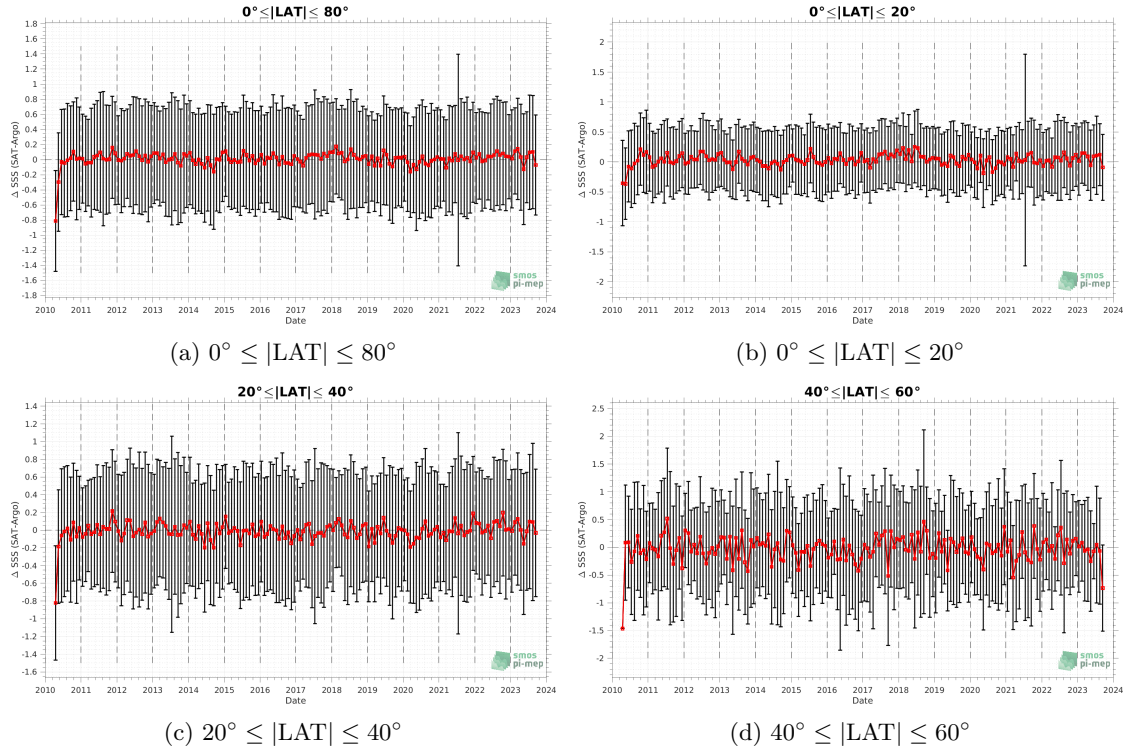 0°≤|LAT|≤ 80°
Δ SSS (SAT-Argo)
1.8
1.6
1.4
1.2
1
0.8
0.6
0.4
0.2
0
-0.2
-0.4
-0.6
-0.8
-1
-1.2
-1.4
-1.6
-1.8
2010 2011 2012 2013 2014 2015 2016 2017 2018 2019 2020 2021 2022 2023 2024
Date
smos
pi-mep
(a) 0° ≤ |LAT| ≤ 80°
0°≤|LAT|≤ 20°
Δ SSS (SAT-Argo)
2
1.5
1
0.5
0
-0.5
-1
-1.5
-2
2010 2011 2012 2013 2014 2015 2016 2017 2018 2019 2020 2021 2022 2023 2024
Date
smos
pi-mep
(b) 0° ≤ |LAT| ≤ 20°
20°≤|LAT|≤ 40°
Δ SSS (SAT-Argo)
1.4
1.2
1
0.8
0.6
0.4
0.2
0
-0.2
-0.4
-0.6
-0.8
-1
-1.2
-1.4
-1.6
2010 2011 2012 2013 2014 2015 2016 2017 2018 2019 2020 2021 2022 2023 2024
Date
smos
pi-mep
(c) 20° ≤ |LAT| ≤ 40°
40°≤|LAT|≤ 60°
Δ SSS (SAT-Argo)
2.5
2
1.5
1
0.5
0
-0.5
-1
-1.5
-2
2010 2011 2012 2013 2014 2015 2016 2017 2018 2019 2020 2021 2022 2023 2024
Date
smos
pi-mep
(d) 40° ≤ |LAT| ≤ 60°